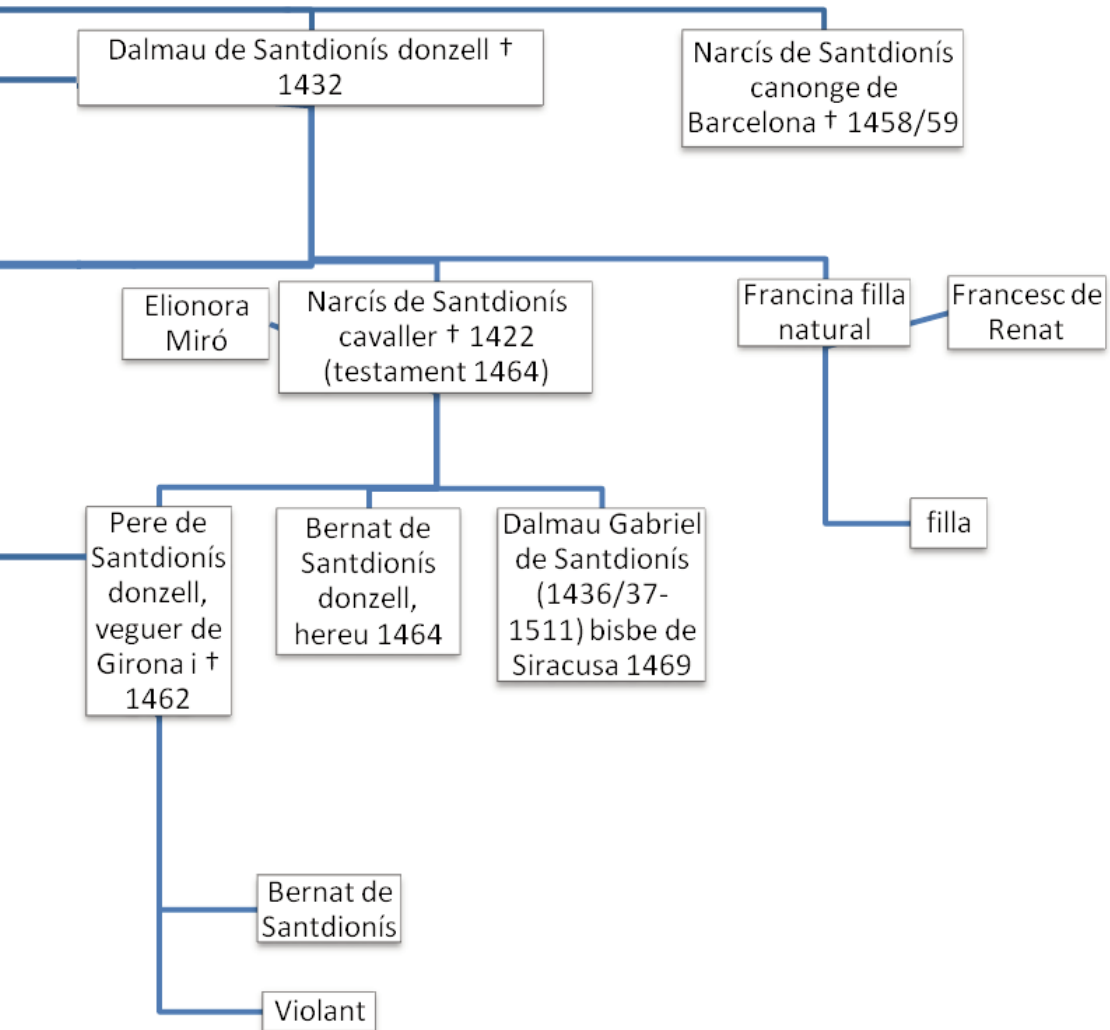 Dalmau de Santdionís donzell †
1432
Narcís de Santdionís
canonge de
Barcelona † 1458/59
Elionora
Miró
Narcís de Santdionís
cavaller † 1422
(testament 1464)
Francina filla
natural
Francesc de
Renat
Pere de
Santdionís
donzell,
veguer de
Girona i †
1462
Bernat de
Santdionís
donzell,
hereu 1464
Dalmau Gabriel
de Santdionís
(1436/37-
1511) bisbe de
Siracusa 1469
filla
Bernat de
Santdionís
Violant